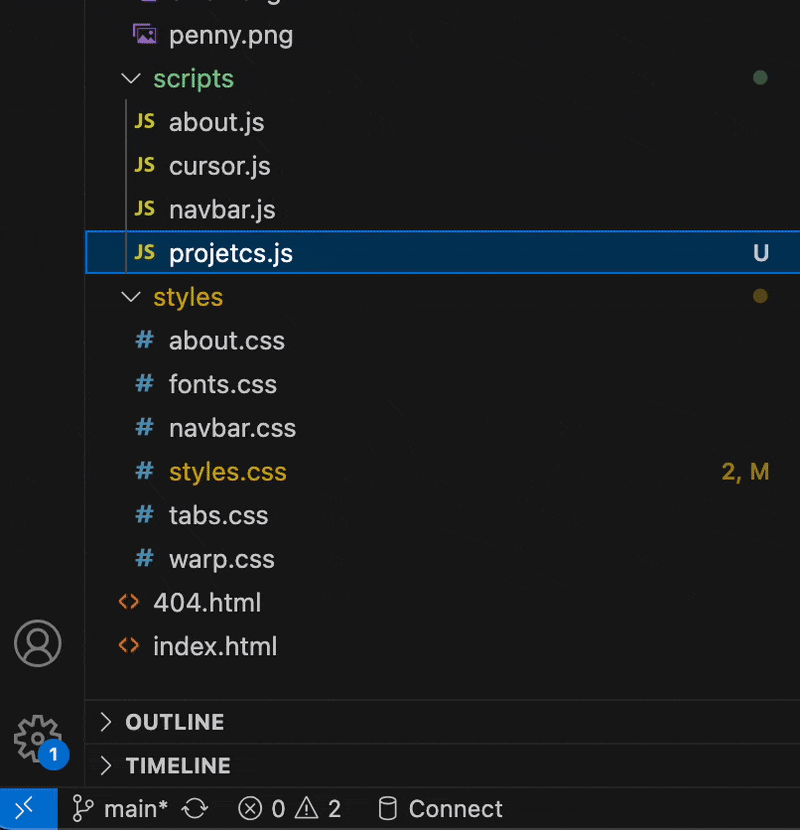 penny.png
scripts
JS about.js
JS cursor.js
JS navbar.js
JS projetcs.js U
styles
# about.css
# fonts.css
# navbar.css
# styles.css 2, M
# tabs.css
# warp.css
<> 404.html
<> index.html
OUTLINE
1
TIMELINE
main* 0 2 Connect